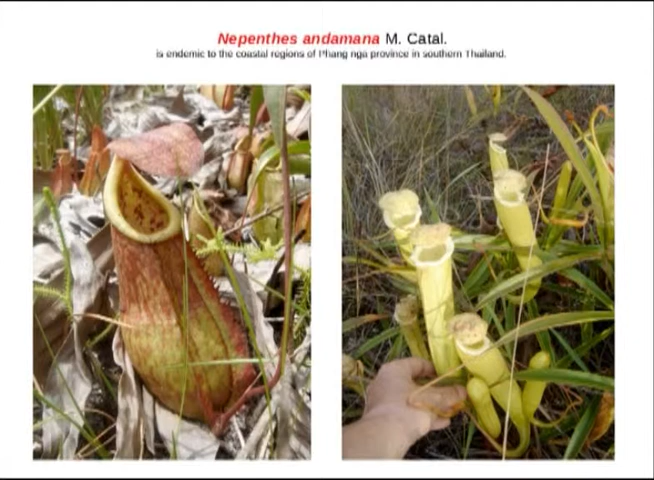 Nepenthes andamana M. Catal.
is endemic to the coastal regions of Phang nga province in southern Thailand.